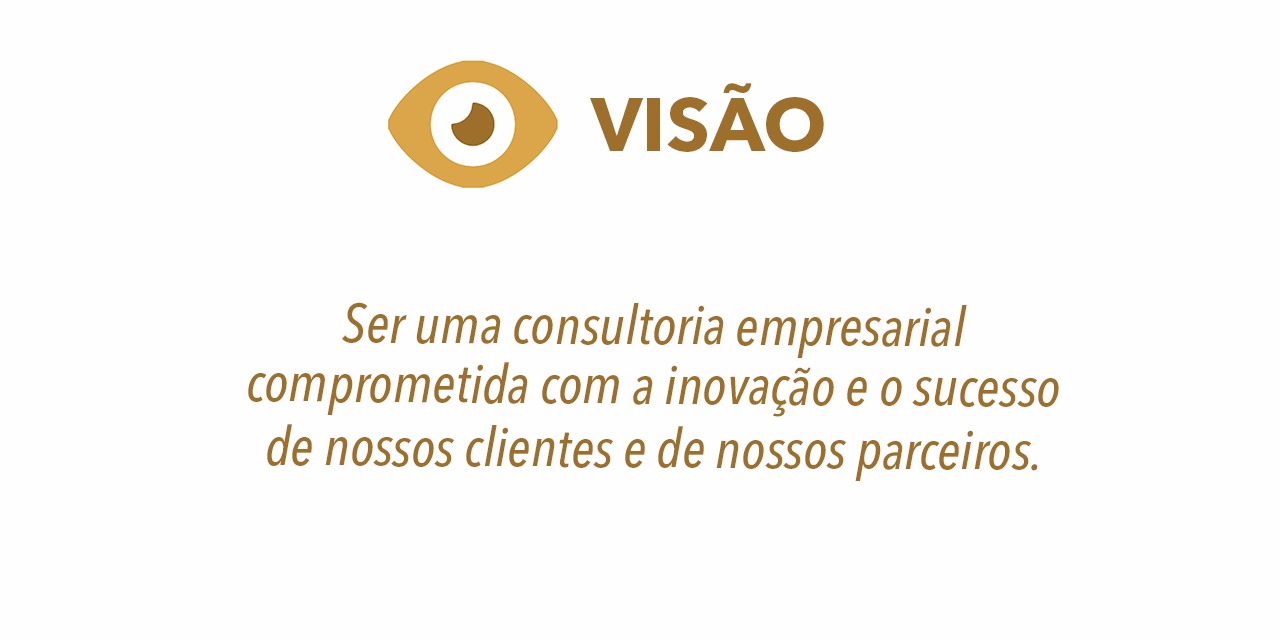 VISÃO
Ser uma consultoria empresarial
comprometida com a inovação e o sucesso
de nossos clientes e de nossos parceiros.